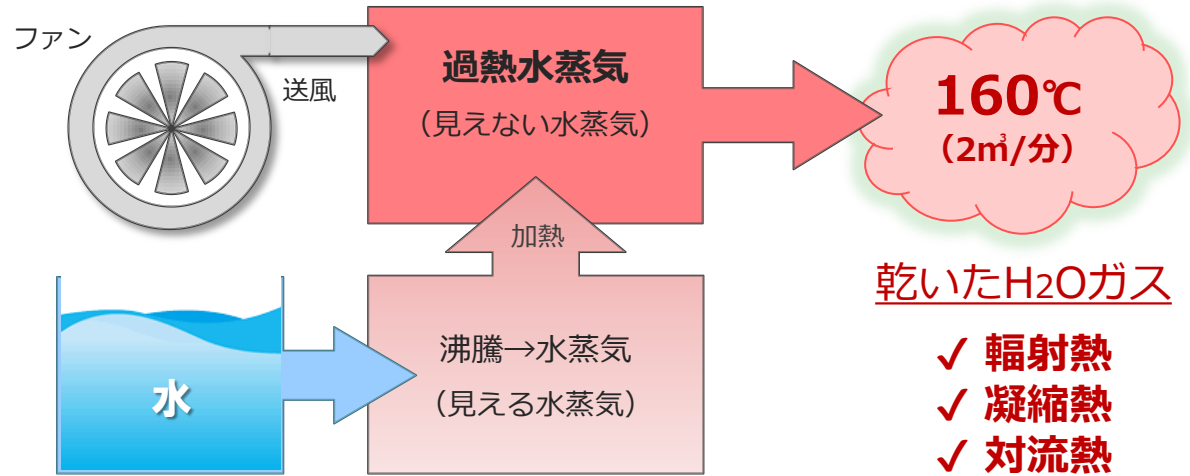 ファン
送風
過熱水蒸気
（見えない水蒸気）
160℃
（2㎥/分）
加熱
乾いたH2Oガス
水
沸騰→水蒸気
（見える水蒸気）
✓ 輻射熱
✓ 凝縮熱
✓ 対流熱